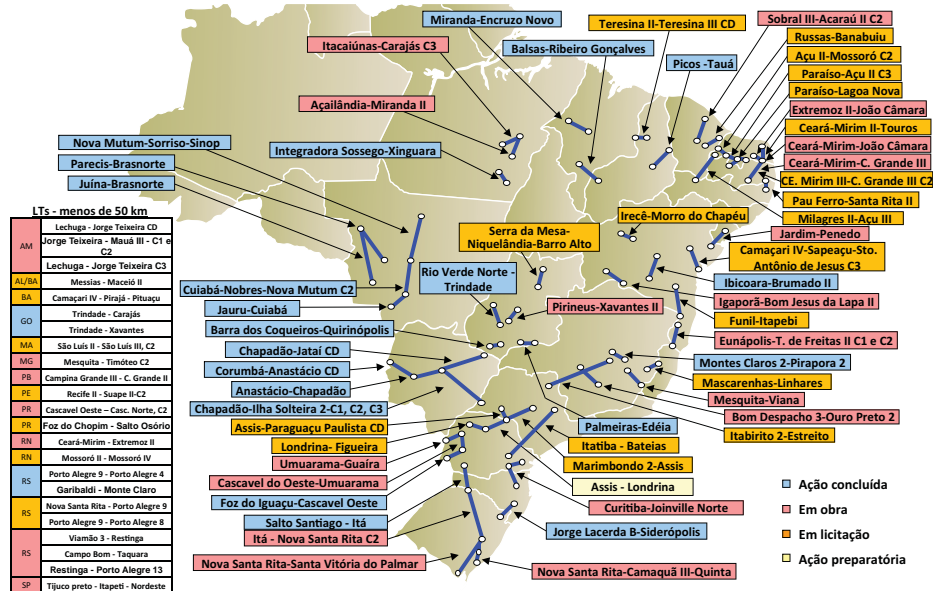 Miranda-Encruzo Novo
Teresina II-Teresina III CD
Sobral III-Acaraú II C2
Russas-Banabuiu
Itacaiúnas-Carajás C3
Balsas-Ribeiro Gonçalves
Açu II-Mossoró C2
Picos -Tauá
Paraíso-Açu II C3
Paraíso-Lagoa Nova
Açailândia-Miranda II
Extremoz II-João Câmara
Ceará-Mirim II-Touros
Nova Mutum-Sorriso-Sinop
Integradora Sossego-Xinguara
Ceará-Mirim-João Câmara
Parecis-Brasnorte
Ceará-Mirim-C. Grande III
Juína-Brasnorte
CE. Mirim III-C. Grande III C2
Pau Ferro-Santa Rita II
Milagres II-Açu III
Irecê-Morro do Chapéu
Jardim-Penedo
Serra da Mesa-
Niquelândia-Barro Alto
Camaçari IV-Sapeaçu-Sto.
Antônio de Jesus C3
Rio Verde Norte -
Trindade
Ibicoara-Brumado II
Cuiabá-Nobres-Nova Mutum C2
Igaporã-Bom Jesus da Lapa II
Jauru-Cuiabá
Pirineus-Xavantes II
Funil-Itapebi
Barra dos Coqueiros-Quirinópolis
Eunápolis-T. de Freitas II C1 e C2
Chapadão-Jataí CD
Montes Claros 2-Pirapora 2
Corumbá-Anastácio CD
Mascarenhas-Linhares
Anastácio-Chapadão
Mesquita-Viana
Chapadão-Ilha Solteira 2-C1, C2, C3
Bom Despacho 3-Ouro Preto 2
Assis-Paraguaçu Paulista CD
Palmeiras-Edéia
Itabirito 2-Estreito
Londrina- Figueira
Itatiba - Bateias
Umuarama-Guaíra
Marimbondo 2-Assis
Cascavel do Oeste-Umuarama
Assis - Londrina
Foz do Iguaçu-Cascavel Oeste
Curitiba-Joinville Norte
Salto Santiago - Itá
Jorge Lacerda B-Siderópolis
Itá - Nova Santa Rita C2
Nova Santa Rita-Santa Vitória do Palmar
Nova Santa Rita-Camaquã III-Quinta
LTs - menos de 50 km
AM
Lechuga - Jorge Teixeira CD
Jorge Teixeira - Mauá III - C1 e
C2
Lechuga - Jorge Teixeira C3
AL/BA Messias - Maceió II
BA Camaçari IV - Pirajá - Pituaçu
GO
Trindade - Carajás
Trindade - Xavantes
MA São Luís II - São Luís III, C2
MG Mesquita - Timóteo C2
PB Campina Grande III - C. Grande II
PE Recife II - Suape II-C2
PR Cascavel Oeste – Casc. Norte, C2
PR Foz do Chopim - Salto Osório
RN Ceará-Mirim - Extremoz II
RN Mossoró II - Mossoró IV
RS
Porto Alegre 9 - Porto Alegre 4
Garibaldi - Monte Claro
RS
Nova Santa Rita - Porto Alegre 9
Porto Alegre 9 - Porto Alegre 8
RS
Viamão 3 - Restinga
Campo Bom - Taquara
Restinga - Porto Alegre 13
SP Tijuco preto - Itapeti - Nordeste
Ação concluída
Em obra
Em licitação
Ação preparatória